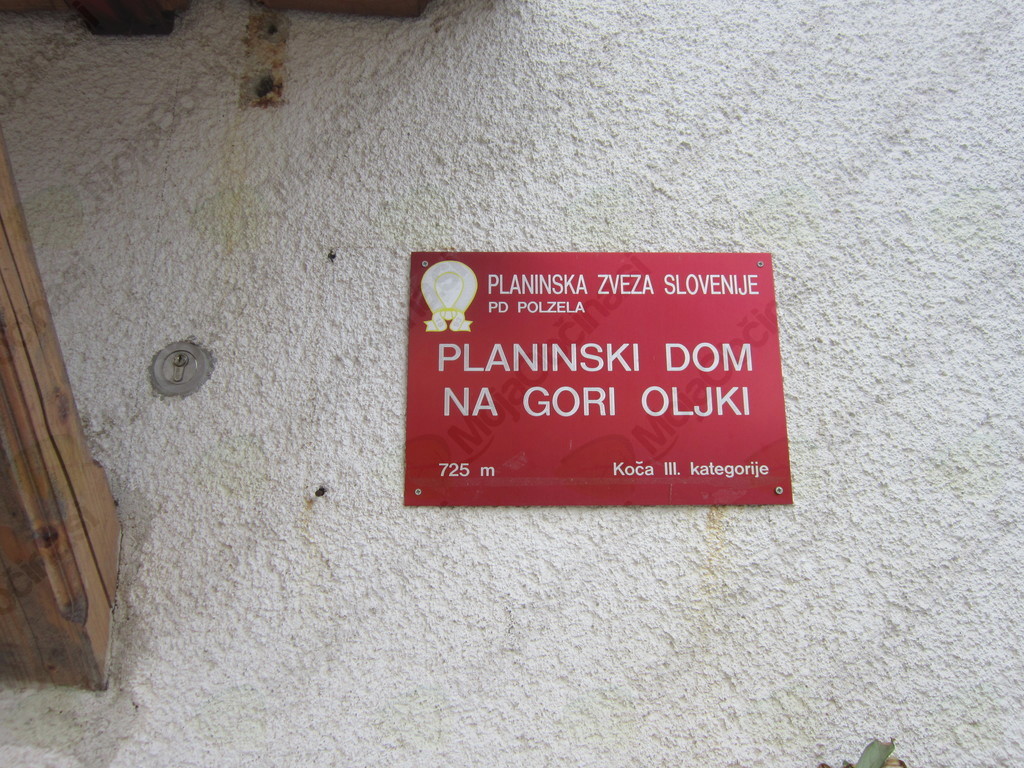 PLANINSKA ZVEZA SLOVENIJE
PD POLZELA
PLANINSKI DOM
NA GORI OLJKI
725 m Koča III. kategorije